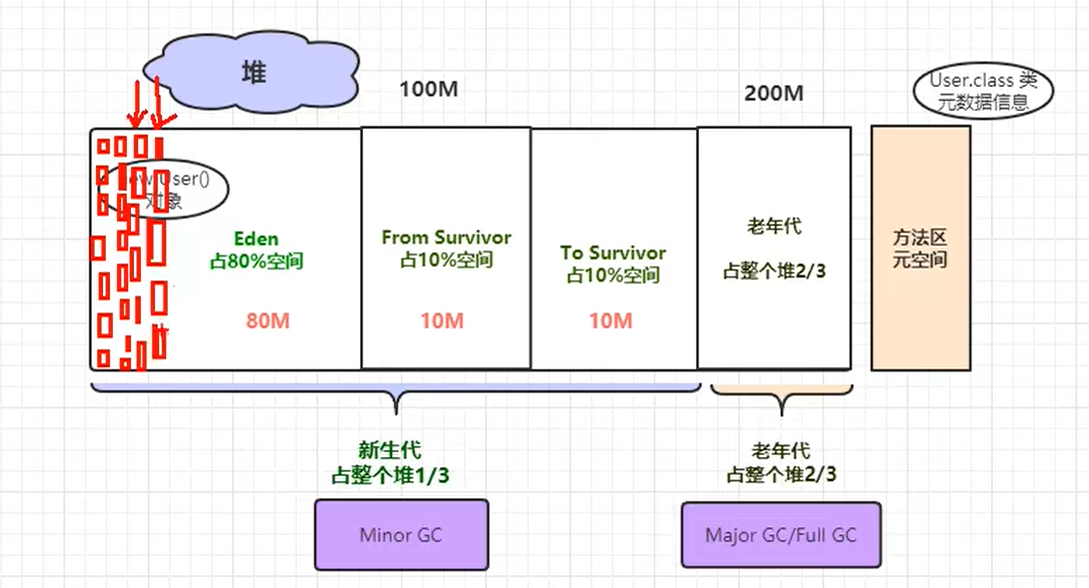 堆
100M
200M
User.class 类
元数据信息
new User()
对象
Eden
占80%空间
80M
From Survivor
占10%空间
10M
To Survivor
占10%空间
10M
老年代
占整个堆2/3
方法区
元空间
新生代
占整个堆1/3
老年代
占整个堆2/3
Minor GC
Major GC/Full GC